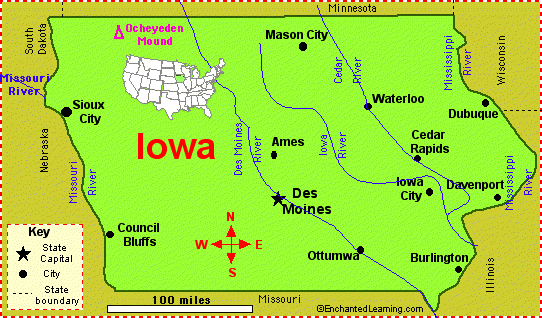 Minnesota
South
Dakota
Ocheyeden
Mound
Mason City
Cedar
River
Mississippi
River
Wisconsin
Missouri
River
Sioux
City
Waterloo
Dubuque
Iowa
Des Moines
River
Ames
Iowa
River
Cedar
Rapids
Nebraska
Missouri
River
Des
Moines
Iowa
City
Davenport
Mississippi
River
Council
Bluffs
N
W E
S
Ottumwa
Burlington
Illinois
Key
State
Capital
City
State
boundary
100 miles
Missouri
©EnchantedLearning.com